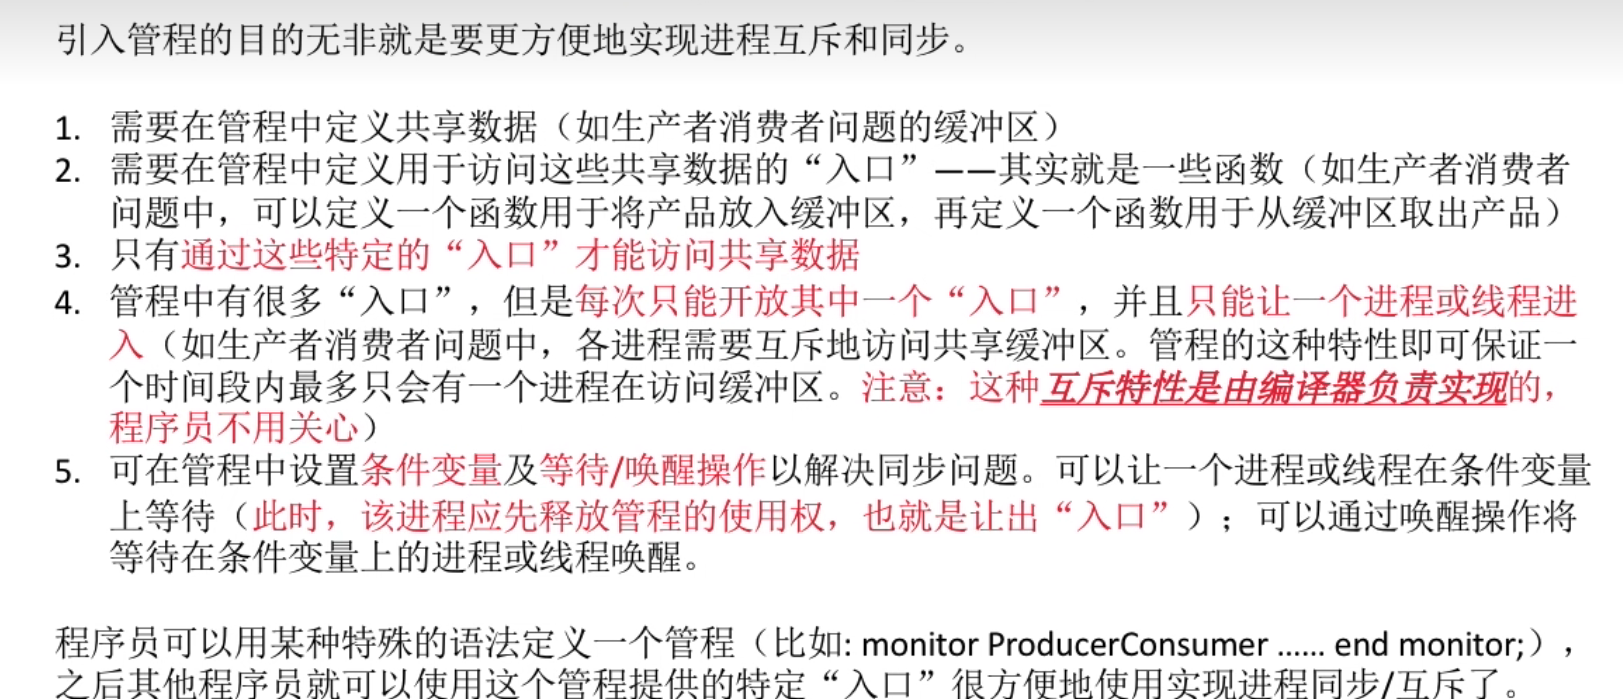 引入管程的目的无非就是要更方便地实现进程互斥和同步。
1. 需要在管程中定义共享数据（如生产者消费者问题的缓冲区）
2. 需要在管程中定义用于访问这些共享数据的“入口”——其实就是一些函数（如生产者消费者
问题中，可以定义一个函数用于将产品放入缓冲区，再定义一个函数用于从缓冲区取出产品）
3. 只有通过这些特定的“入口”才能访问共享数据
4. 管程中有很多“入口”，但是每次只能开放其中一个“入口”，并且只能让一个进程或线程进
入（如生产者消费者问题中，各进程需要互斥地访问共享缓冲区。管程的这种特性即可保证一
个时间段内最多只会有一个进程在访问缓冲区。注意：这种互斥特性是由编译器负责实现的，
程序员不用关心）
5. 可在管程中设置条件变量及等待/唤醒操作以解决同步问题。可以让一个进程或线程在条件变量
上等待（此时，该进程应先释放管程的使用权，也就是让出“入口”）；可以通过唤醒操作将
等待在条件变量上的进程或线程唤醒。
程序员可以用某种特殊的语法定义一个管程（比如: monitor ProducerConsumer ...... end monitor;），
之后其他程序员就可以使用这个管程提供的特定“入口”很方便地使用实现进程同步/互斥了。